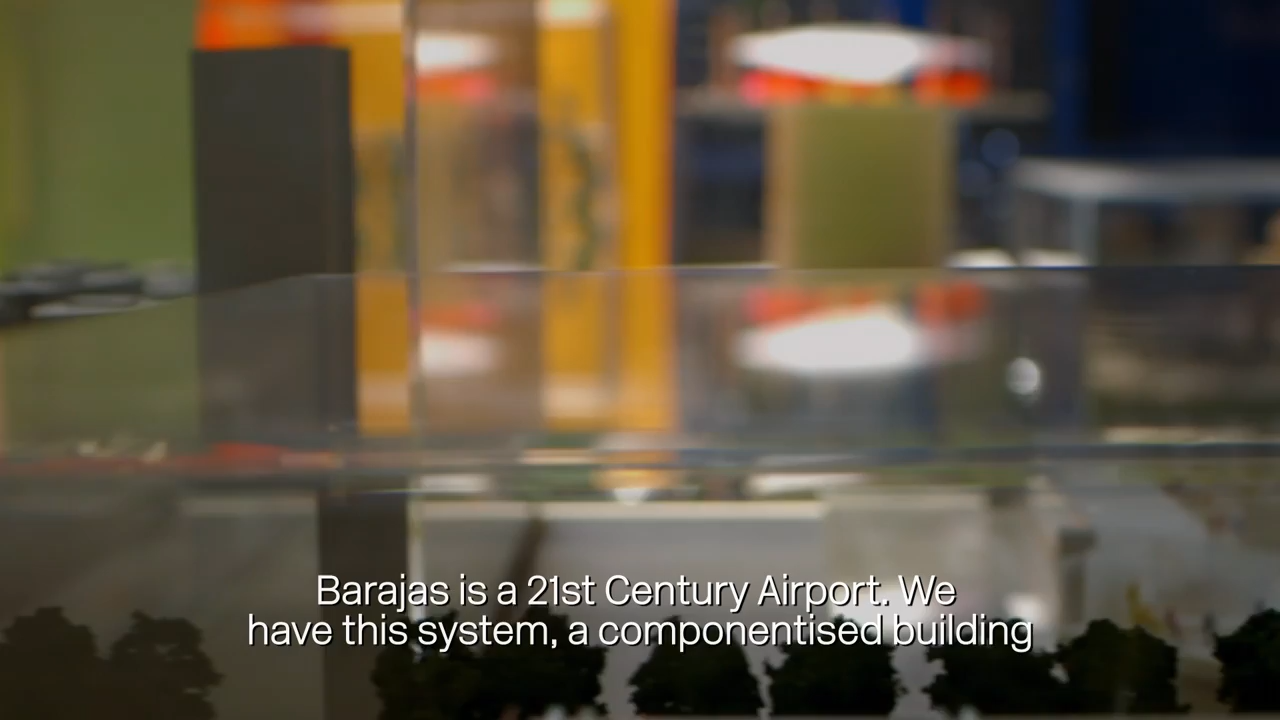 Barajas is a 21st Century Airport. We
have this system, a componentised building